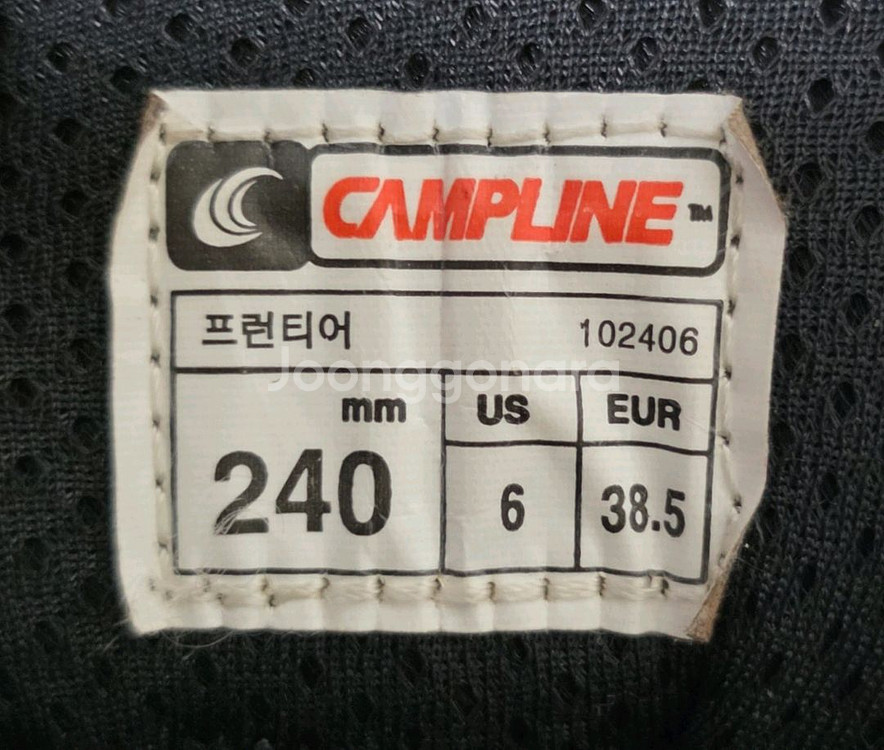 CAMPLINE™
프런티어 102406
Joonggonara
mm US EUR
240 6 38.5